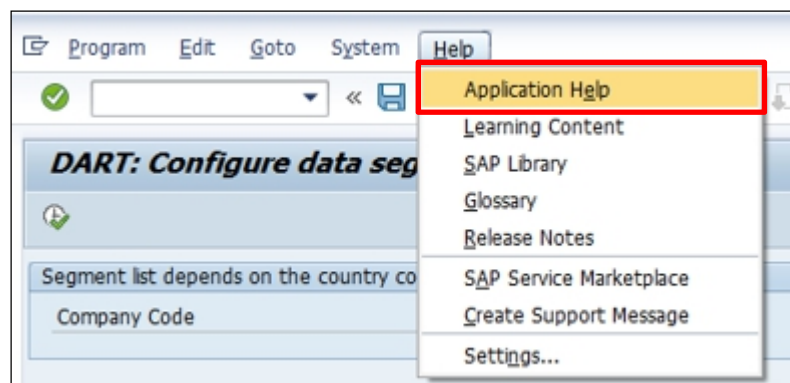 Program Edit Goto System Help
«
Application Help
Learning Content
DART: Configure data seg
SAP Library
Glossary
Release Notes
Segment list depends on the country co
SAP Service Marketplace
Company Code
Create Support Message
Settings...